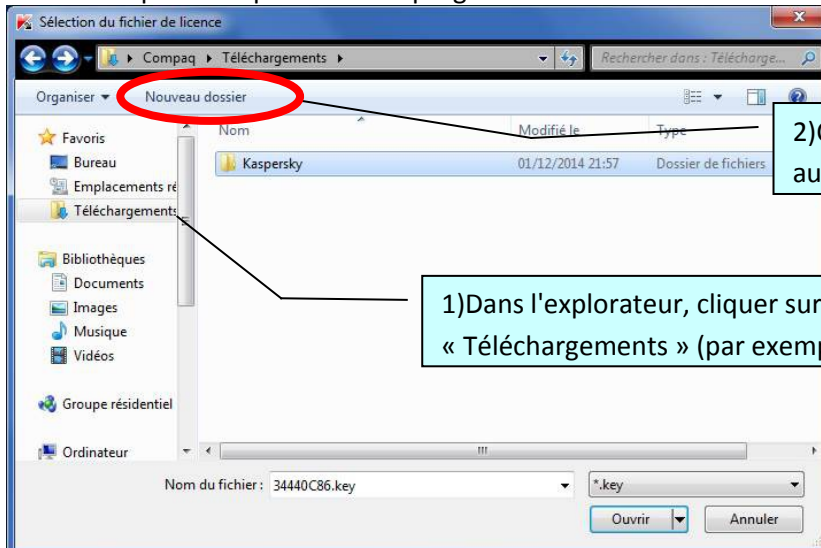 Sélection du fichier de licence
Compaq Téléchargements
Rechercher dans : Télécharge...
Organiser Nouveau dossier
Favoris
Bureau
Emplacements ré
Téléchargements
Bibliothèques
Documents
Images
Musique
Vidéos
Groupe résidentiel
Ordinateur
Nom Modifié le Type
Kaspersky 01/12/2014 21:57 Dossier de fichiers
2)
au
1)Dans l'explorateur, cliquer sur
« Téléchargements » (par exemp
Nom du fichier : 34440C86.key
*.key
Ouvrir
Annuler